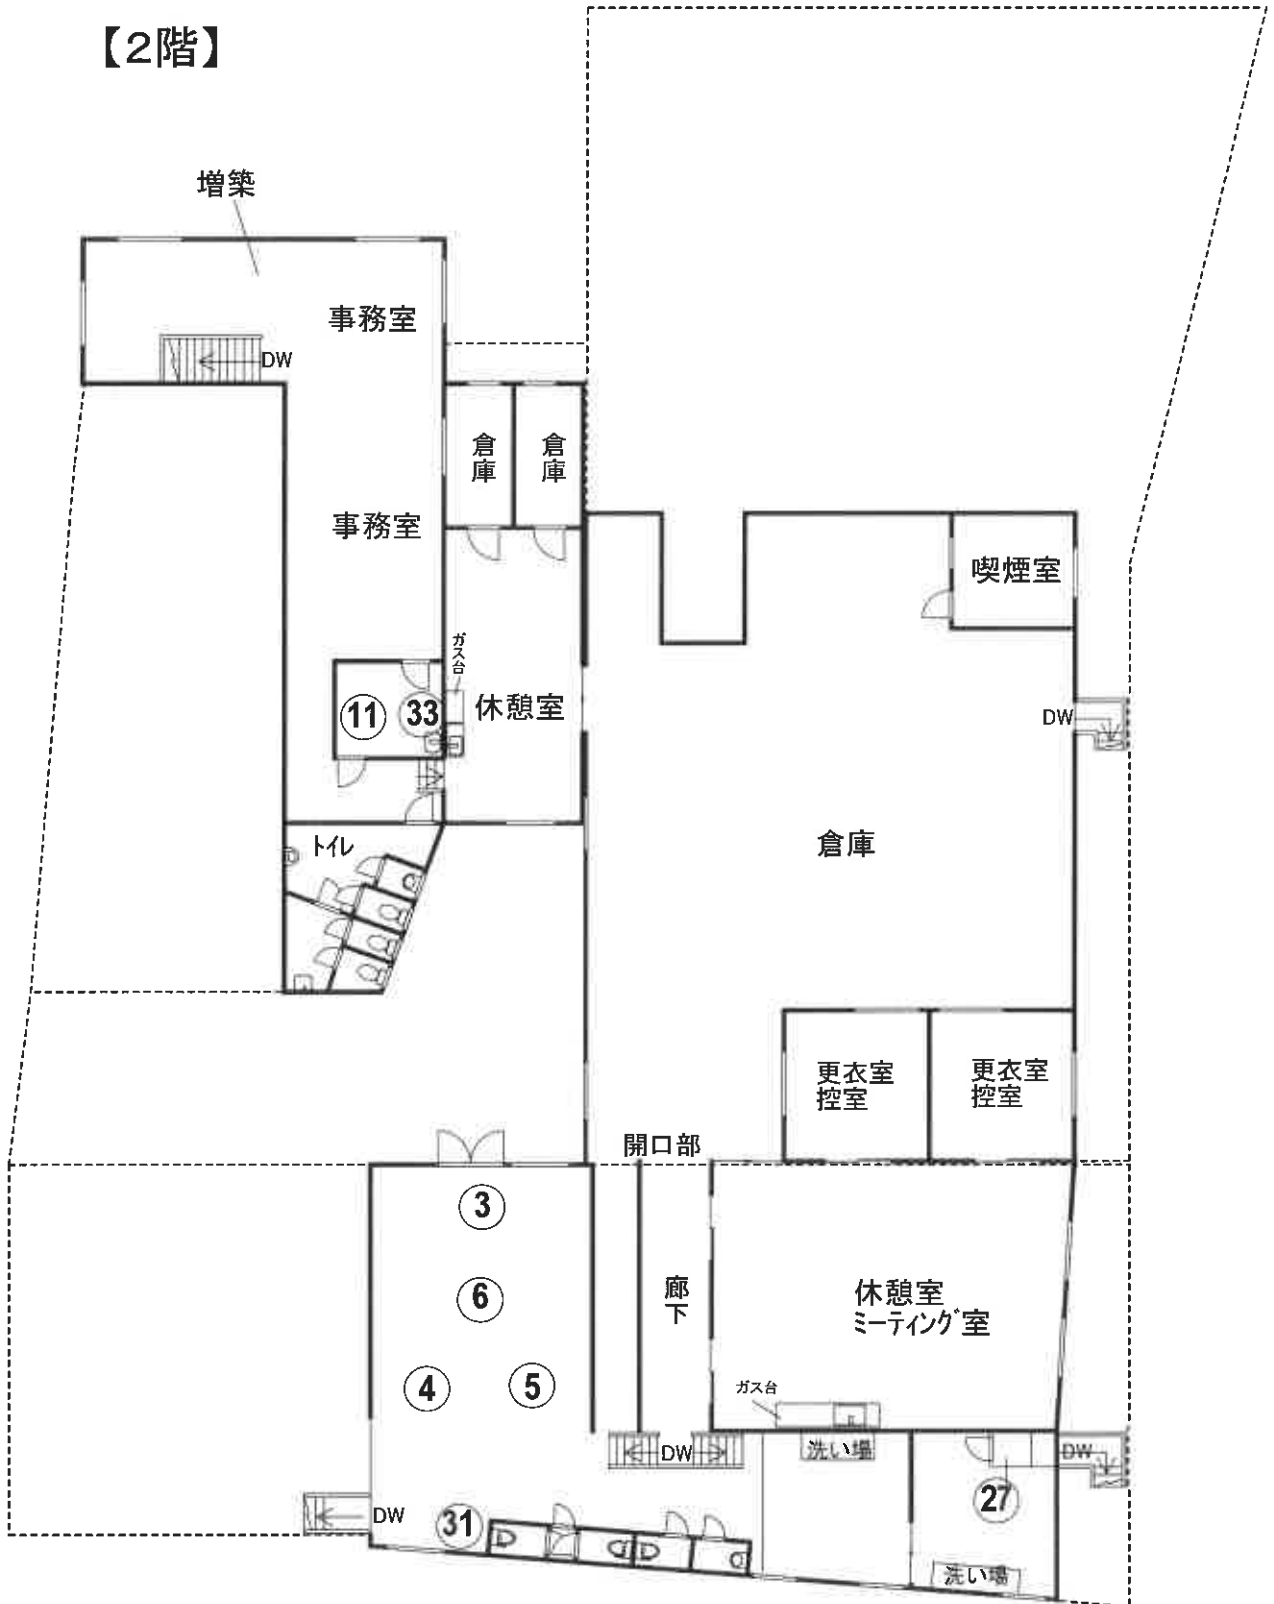 【2階】
増築
事務室
DW
倉庫
倉庫
事務室
喫煙室
ガス台
休憩室
11
33
DW
倉庫
トイレ
更衣室
控室
更衣室
控室
開口部
3
廊下
6
休憩室
ミーティング室
4
5
ガス台
DW
洗い場
DW
27
DW
31
洗い場